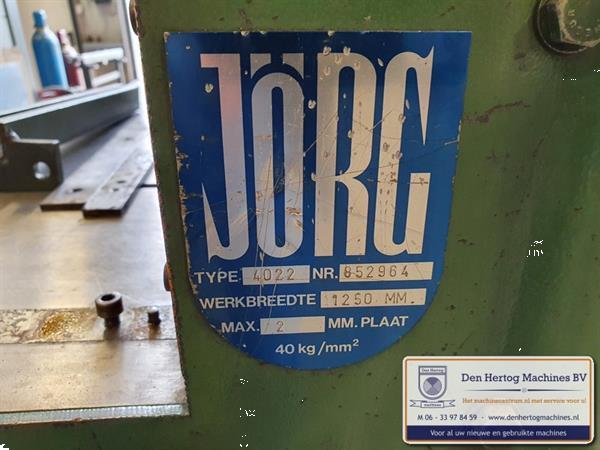 JÖRG
TYPE. 4022 NR. 852964
WERKBREEDTE 1250 MM.
MAX. 2 MM. PLAAT
40 kg/mm²
Den Hertog Machines BV
Het machinecentrum.nl met service voor u!
M 06 - 33 97 84 59 - Overberg
www.denhertogmachines.nl
Voor al uw nieuwe en gebruikte machines